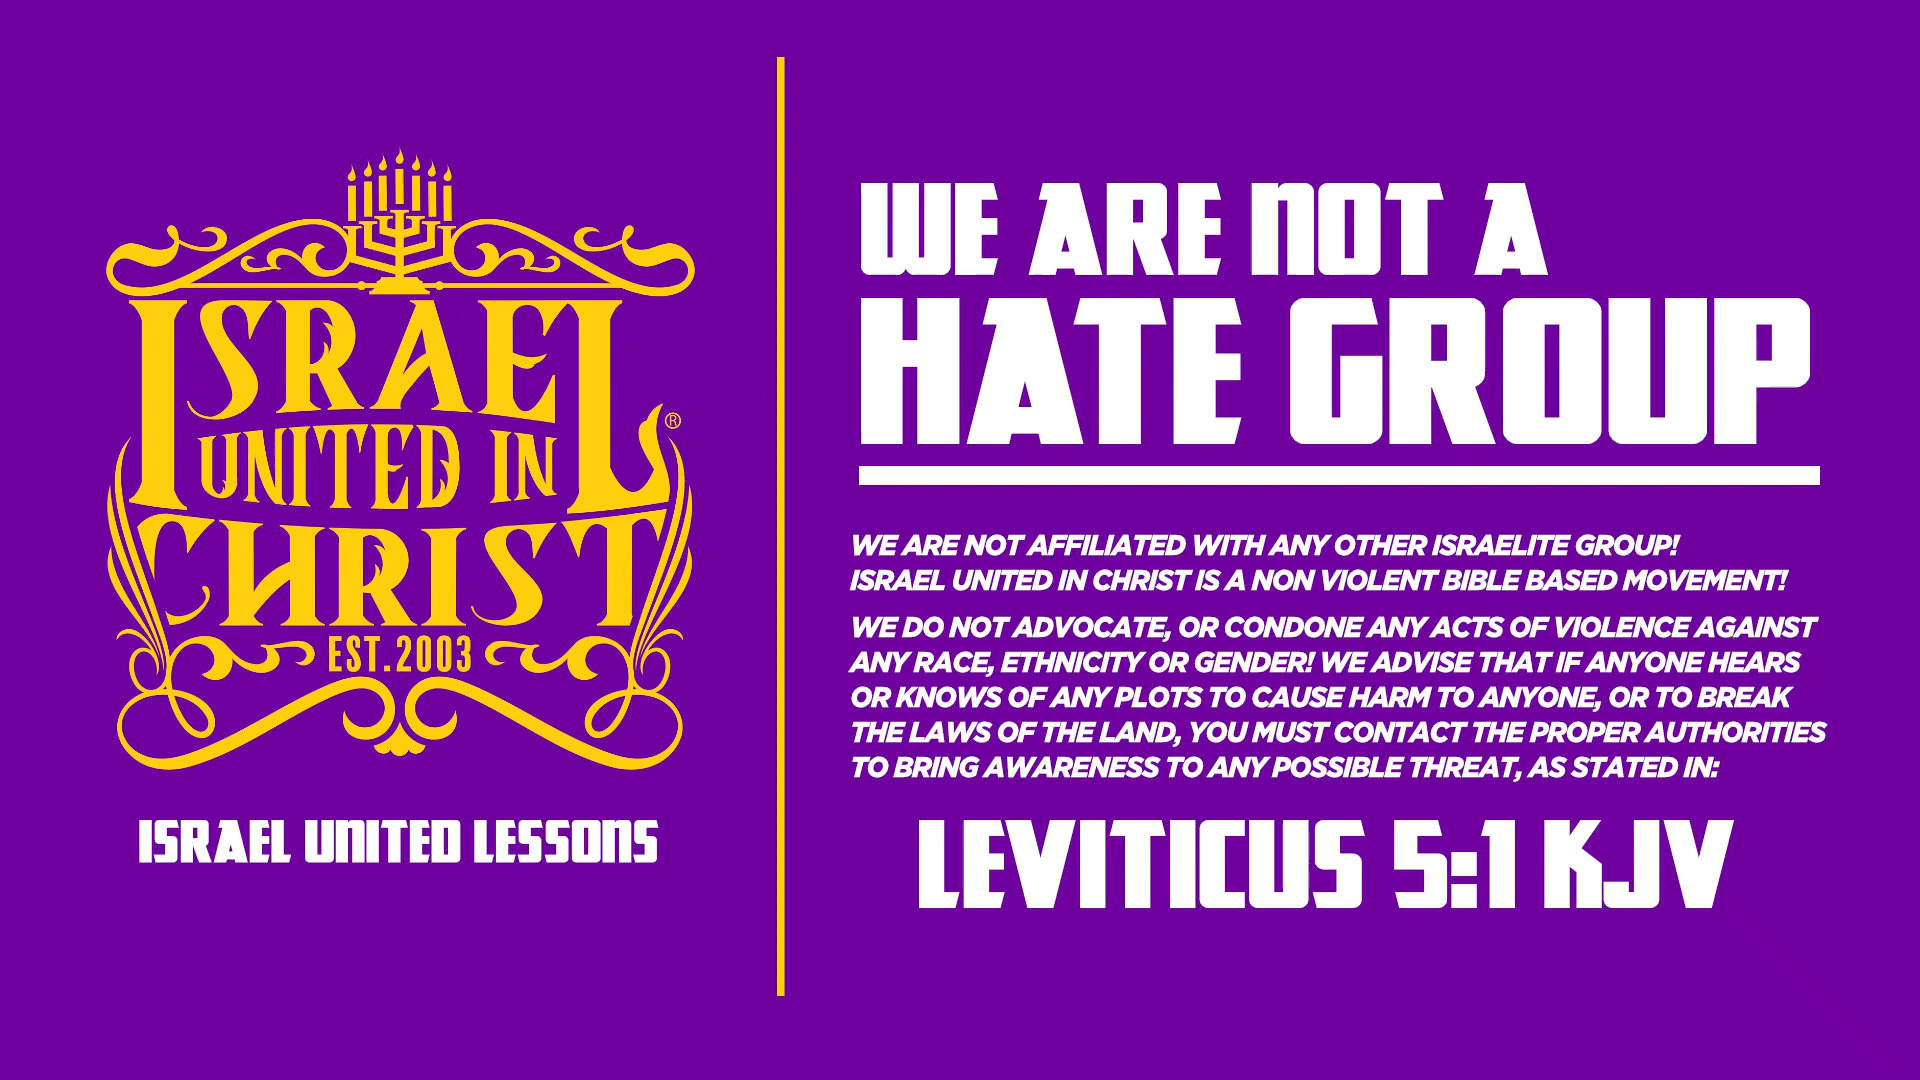 ISRAEL
UNITED IN
CHRIST
®
EST.2003
ISRAEL UNITED LESSONS
WE ARE NOT A
HATE GROUP
WE ARE NOT AFFILIATED WITH ANY OTHER ISRAELITE GROUP!
ISRAEL UNITED IN CHRIST IS A NON VIOLENT BIBLE BASED MOVEMENT!
WE DO NOT ADVOCATE, OR CONDONE ANY ACTS OF VIOLENCE AGAINST
ANY RACE, ETHNICITY OR GENDER! WE ADVISE THAT IF ANYONE HEARS
OR KNOWS OF ANY PLOTS TO CAUSE HARM TO ANYONE, OR TO BREAK
THE LAWS OF THE LAND, YOU MUST CONTACT THE PROPER AUTHORITIES
TO BRING AWARENESS TO ANY POSSIBLE THREAT, AS STATED IN:
LEVITICUS 5:1 KJV